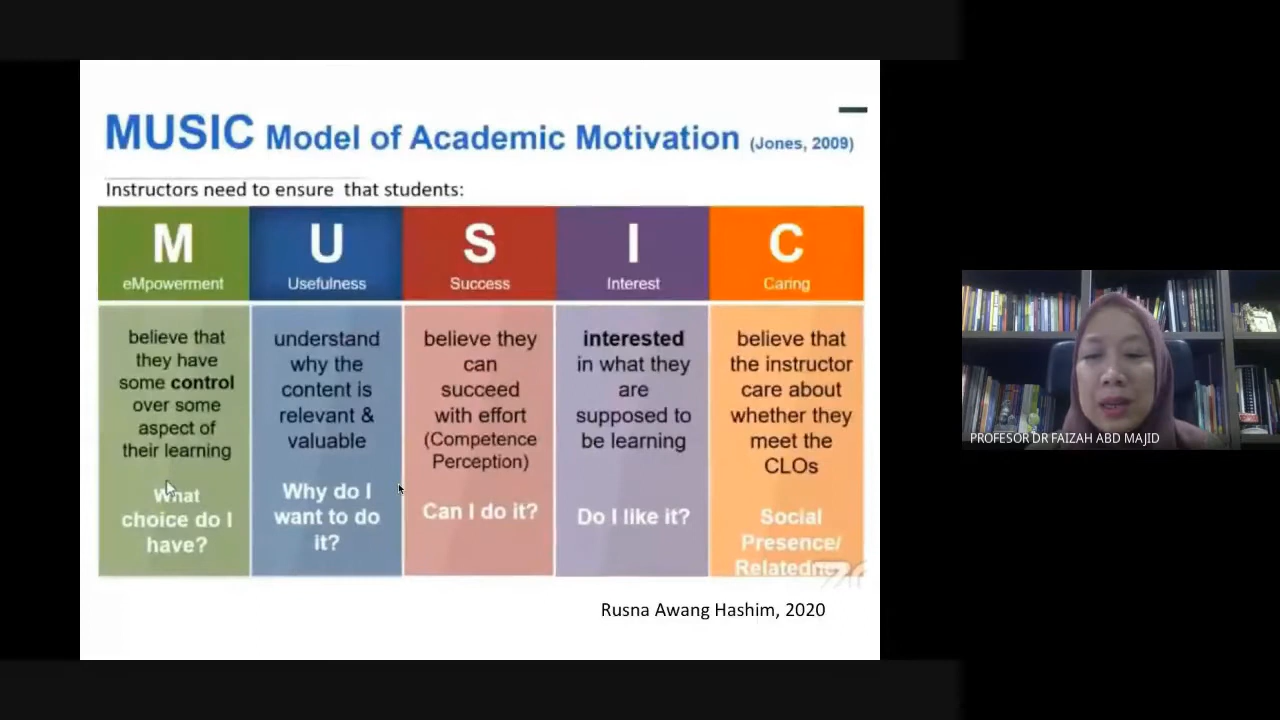 MUSIC Model of Academic Motivation (Jones, 2009)
Instructors need to ensure that students:
M
eMpowerment
believe that
they have
some control
over some
aspect of
their learning
What
choice do I
have?
U
Usefulness
understand
why the
content is
relevant &
valuable
Why do I
want to do
it?
S
Success
believe they
can
succeed
with effort
(Competence
Perception)
Can I do it?
I
Interest
interested
in what they
are
supposed to
be learning
Do I like it?
C
Caring
believe that
the instructor
care about
whether they
meet the
CLOs
Social
Presence/
Rusna Awang Hashim, 2020
PROFESOR DR FAIZAH ABD MAJID